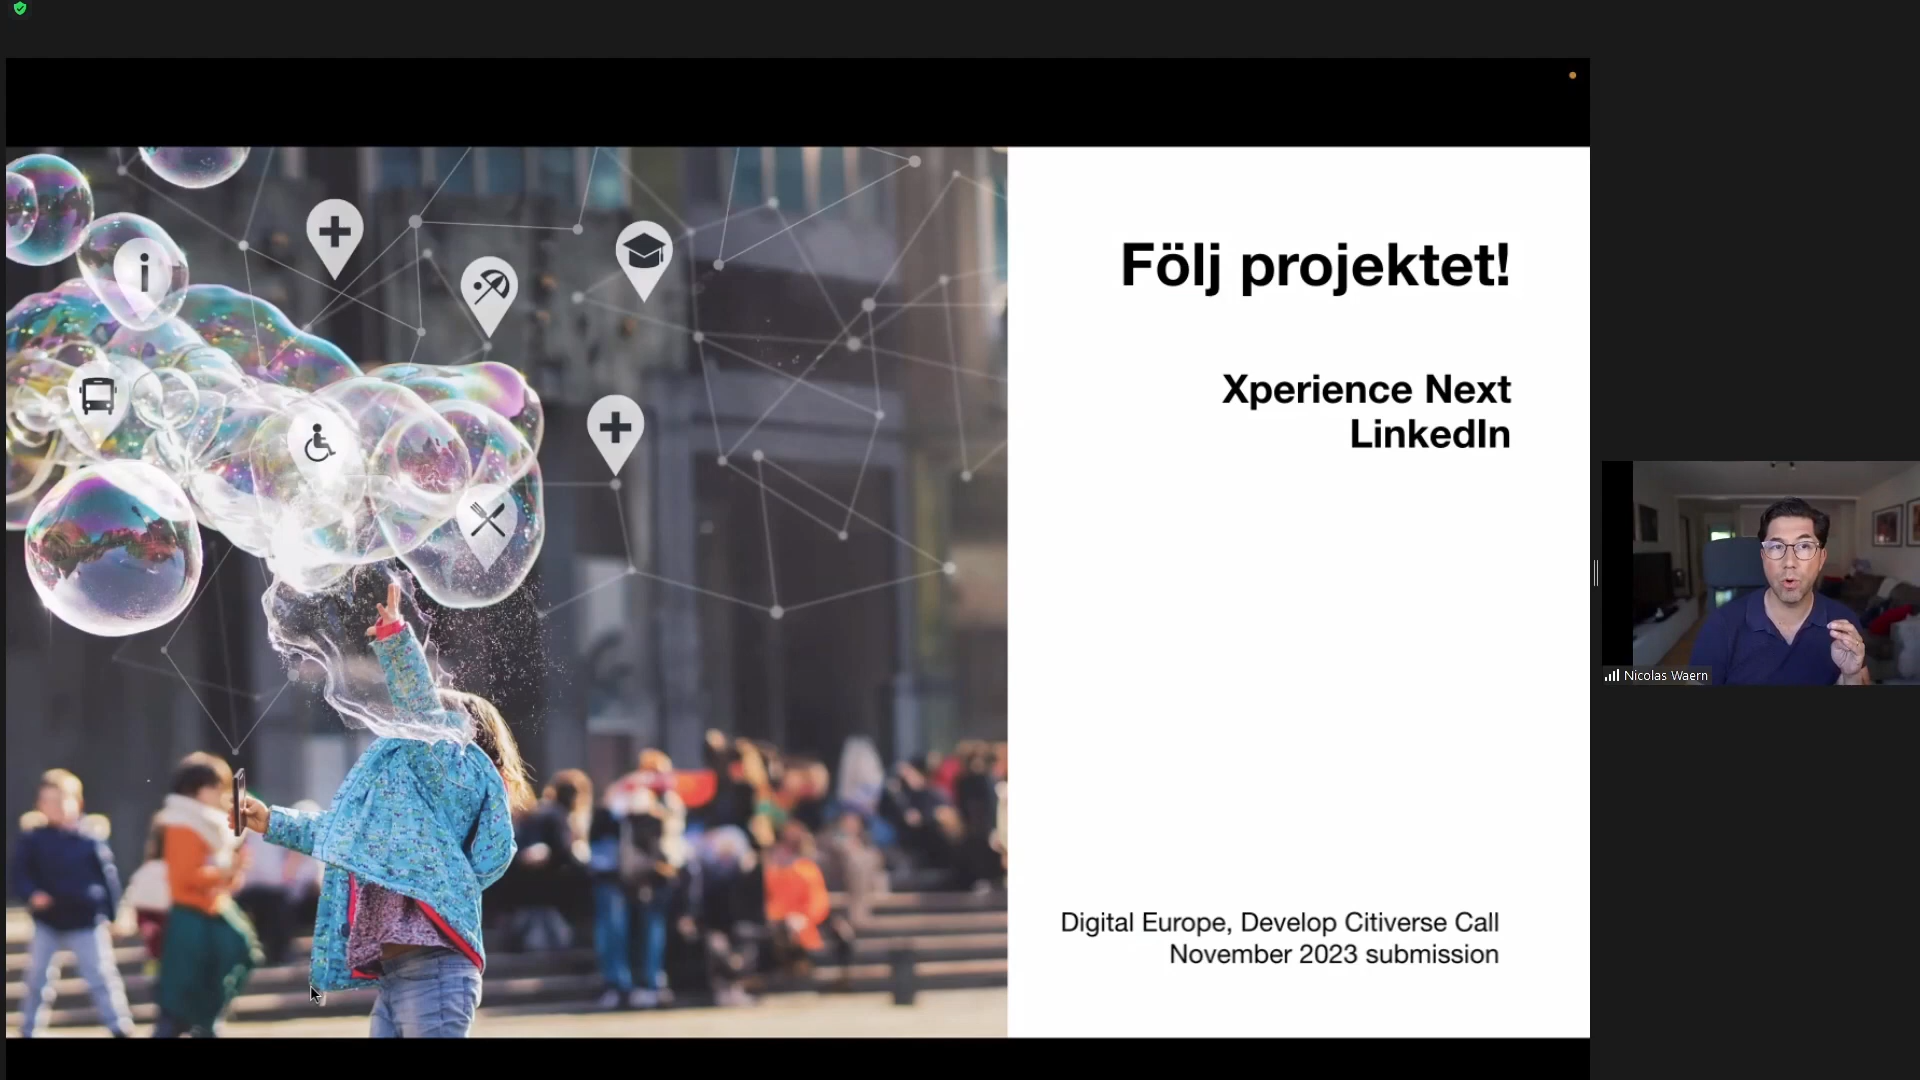 Följ projektet!
Xperience Next
LinkedIn
Digital Europe, Develop Citiverse Call
November 2023 submission
Nicolas Waern